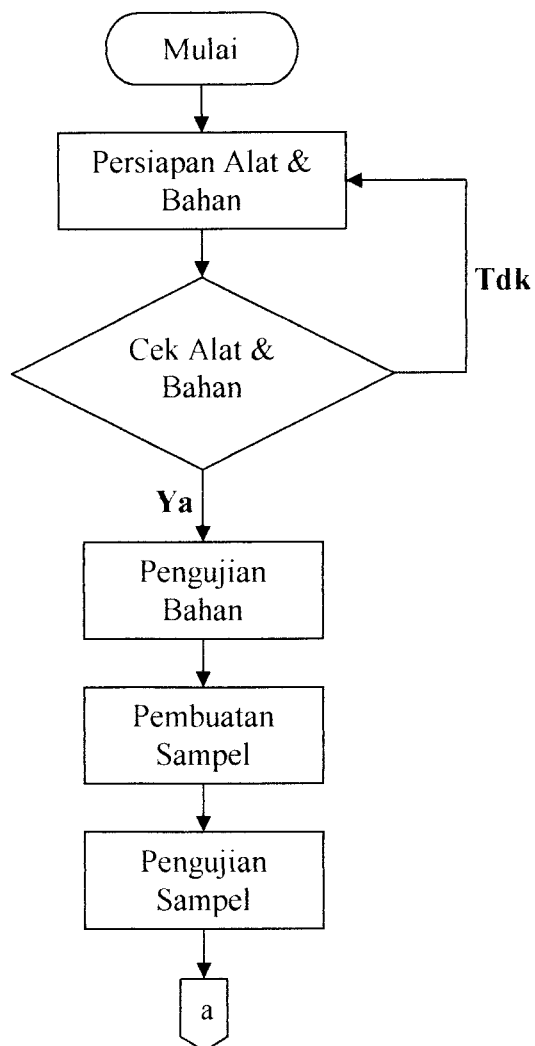 Mulai
Persiapan Alat &
Bahan
Tdk
Cek Alat &
Bahan
Ya
Pengujian
Bahan
Pembuatan
Sampel
Pengujian
Sampel
a